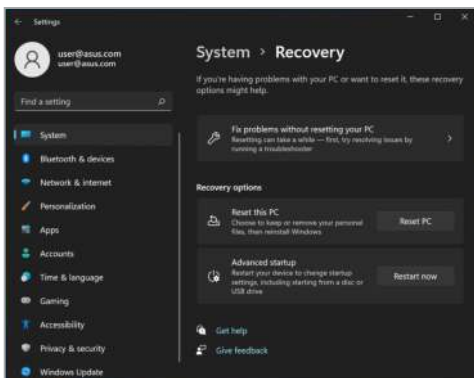 Settings
user@asus.com
user@asus.com
Find a setting
System
Bluetooth & devices
Network & internet
Personalization
Apps
Accounts
Time & language
Gaming
Accessibility
Privacy & security
Windows Update
System > Recovery
If you're having problems with your PC or want to reset it, these recovery
options might help.
Fix problems without resetting your PC
Resetting can take a while — first, try resolving issues by
running a troubleshooter
Recovery options
Reset this PC
Choose to keep or remove your personal
files, then reinstall Windows
Reset PC
Advanced startup
Restart your device to change startup
settings, including starting from a disc or
USB drive
Restart now
Get help
Give feedback